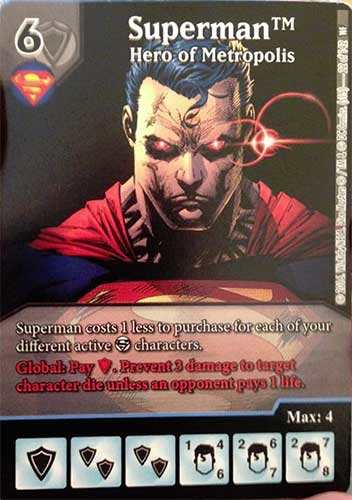 6
Superman™
Hero of Metropolis
Superman costs 1 less to purchase for each of your
different active characters.
Global: Pay . Prevent 3 damage to target
character die unless an opponent pays 1 life.
Max: 4
1 4 6
2 6 7
2 7 8